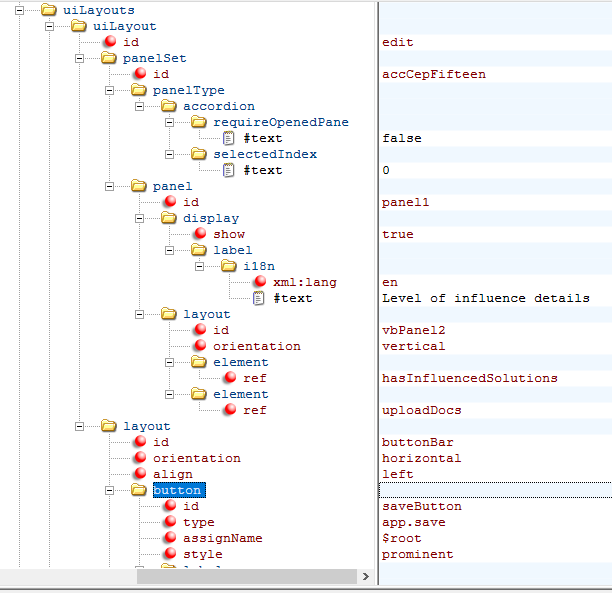 uiLayouts
uiLayout
id edit
panelSet
id accCepFifteen
panelType
accordion
requireOpenedPane
#text false
selectedIndex
#text 0
panel
id panel1
display
show true
label
i18n
xml:lang en
#text Level of influence details
layout
id vbPanel2
orientation vertical
element
ref hasInfluencedSolutions
element
ref uploadDocs
layout
id buttonBar
orientation horizontal
align left
button
id saveButton
type app.save
assignName $root
style prominent